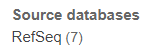 Source databases
RefSeq (7)